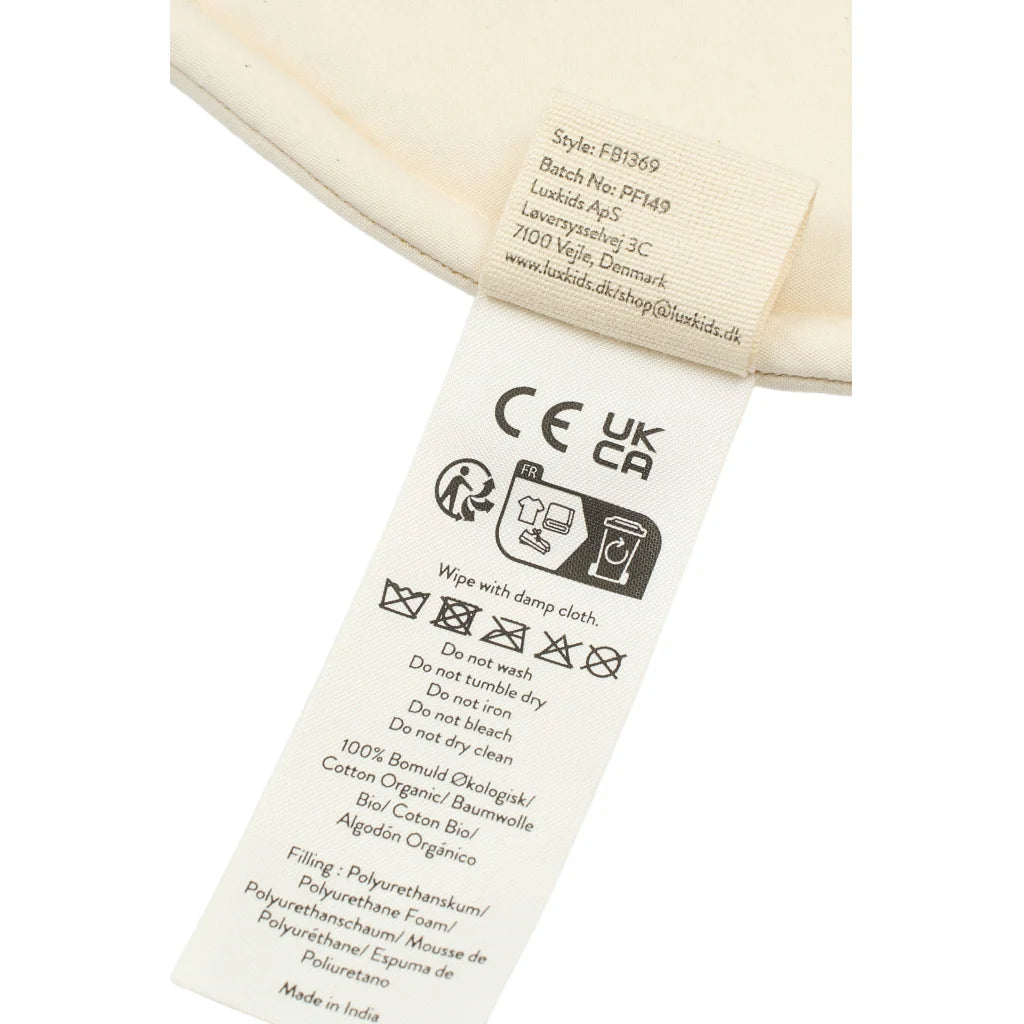 Style: FB1369
Batch No: PF149
Luxkids ApS
Løversysselvej 3C
7100 Vejle, Denmark
www.luxkids.dk/shop@luxkids.dk
CE UK
CA
FR
Wipe with damp cloth.
Do not wash
Do not tumble dry
Do not iron
Do not bleach
Do not dry clean
100% Bomuld Økologisk/
Cotton Organic/ Baumwolle
Bio/ Coton Bio/
Algodón Orgánico
Filling : Polyurethanskum/
Polyurethane Foam/
Polyurethanschaum/ Mousse de
Polyuréthane/ Espuma de
Poliuretano
Made in India